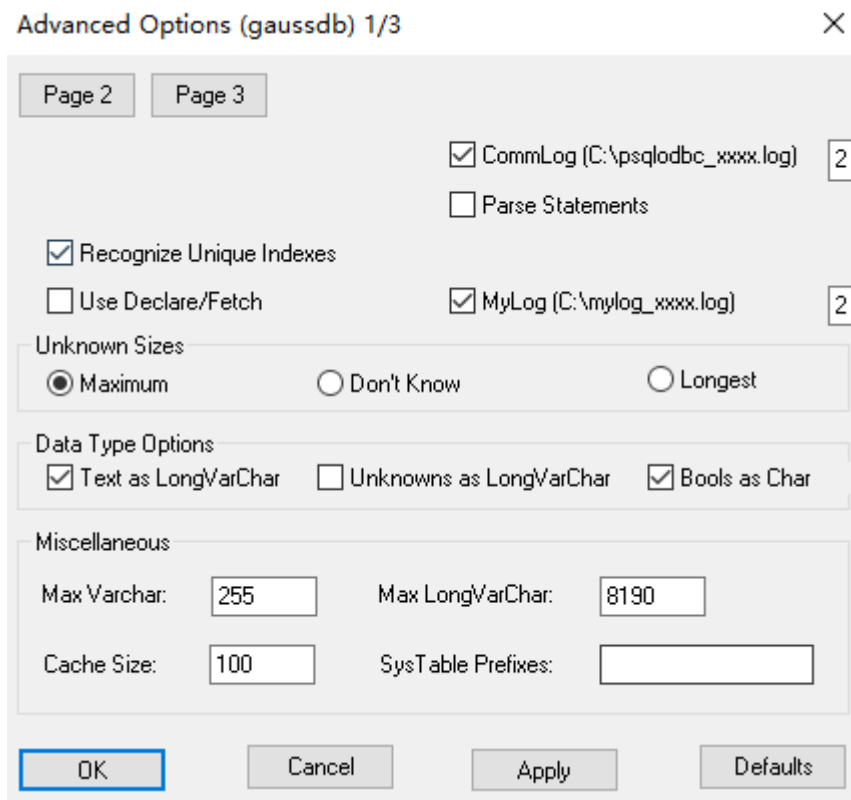 Advanced Options (gaussdb) 1/3
Page 2 Page 3
CommLog (C:\psqlodbc_xxxx.log) 2
Parse Statements
Recognize Unique Indexes
Use Declare/Fetch MyLog (C:\mylog_xxxx.log) 2
Unknown Sizes
Maximum Don't Know Longest
Data Type Options
Text as LongVarChar Unknowns as LongVarChar Bools as Char
Miscellaneous
Max Varchar: 255 Max LongVarChar: 8190
Cache Size: 100 SysTable Prefixes:
OK Cancel Apply Defaults